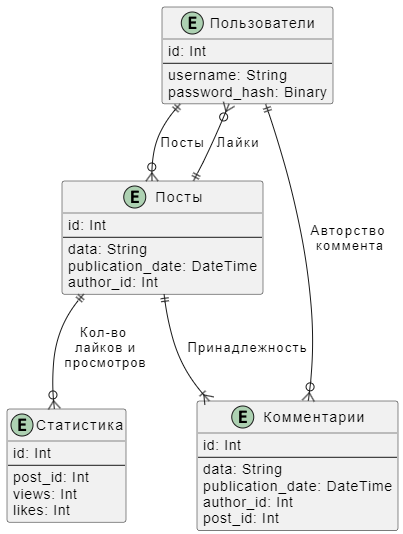 E Пользователи
id: Int
username: String
password_hash: Binary
Посты
Лайки
E Посты
id: Int
data: String
publication_date: DateTime
author_id: Int
Авторство
коммента
Кол-во
лайков и
просмотров
Принадлежность
E Статистика
id: Int
post_id: Int
views: Int
likes: Int
E Комментарии
id: Int
data: String
publication_date: DateTime
author_id: Int
post_id: Int